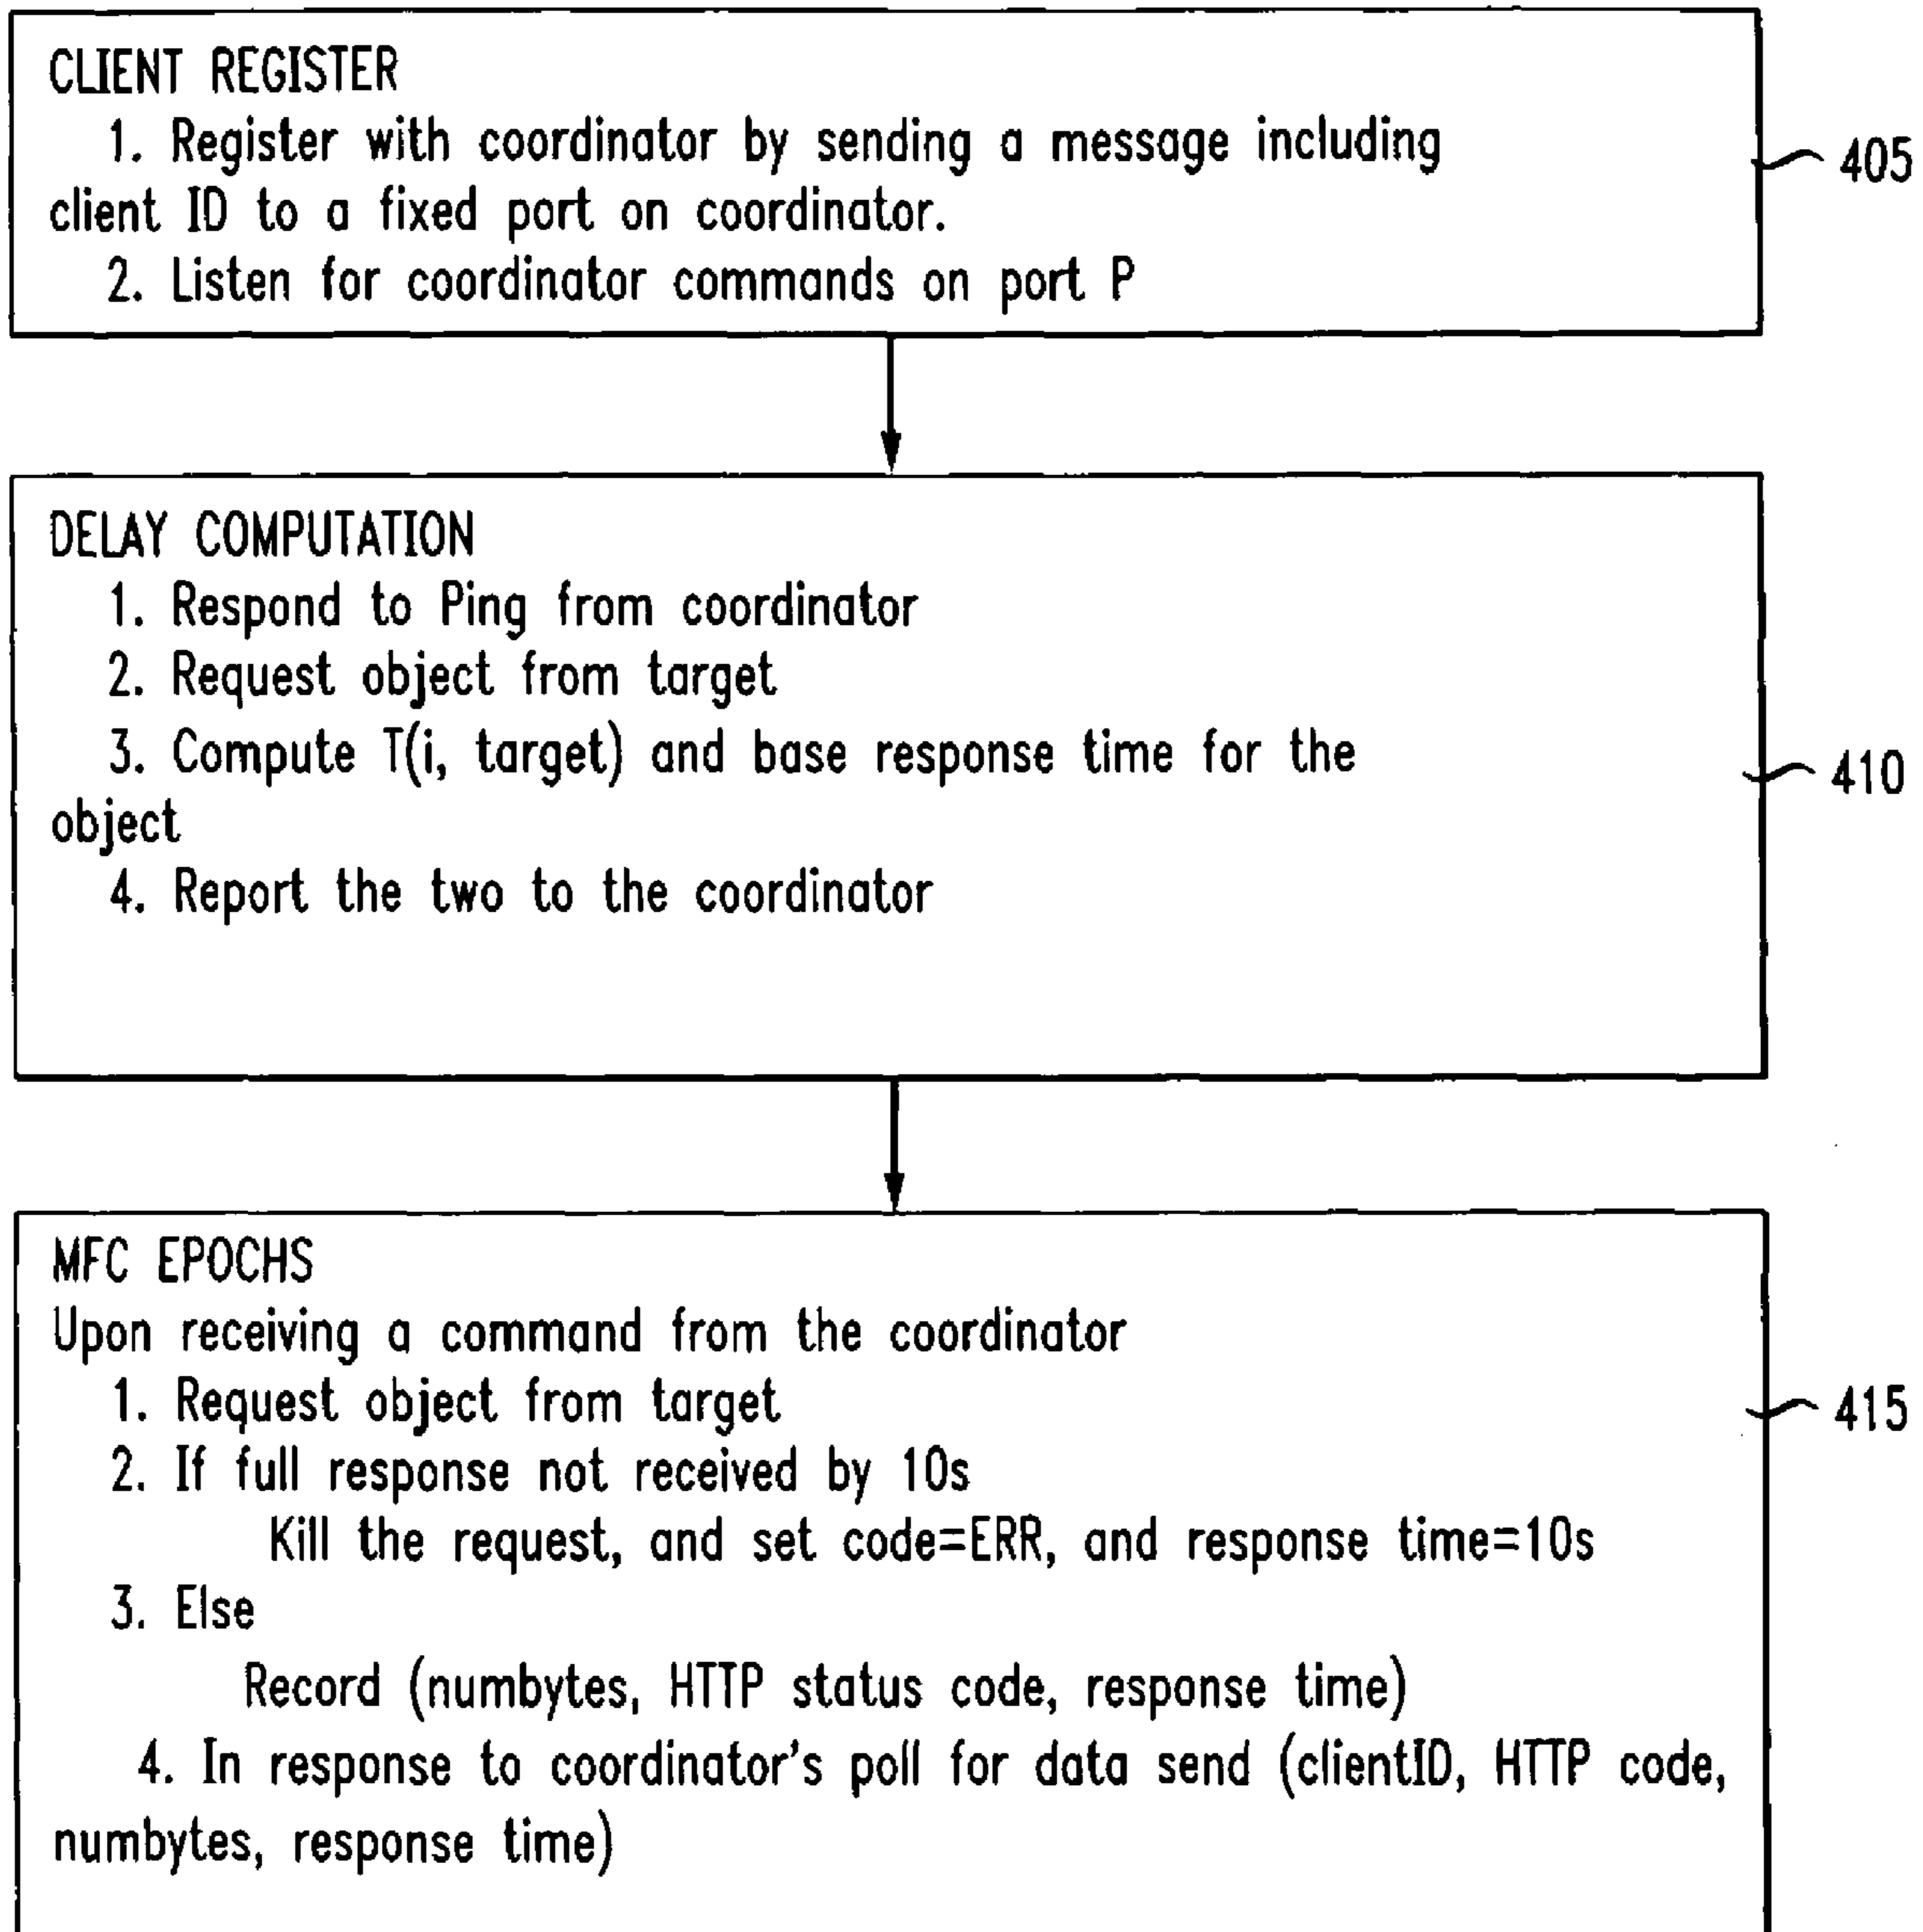 CLIENT REGISTER
1. Register with coordinator by sending a message including
client ID to a fixed port on coordinator.
2. Listen for coordinator commands on port P
405
DELAY COMPUTATION
1. Respond to Ping from coordinator
2. Request object from target
3. Compute T(i, target) and base response time for the
object
4. Report the two to the coordinator
410
MFC EPOCHS
Upon receiving a command from the coordinator
1. Request object from target
2. If full response not received by 10s
Kill the request, and set code=ERR, and response time=10s
3. Else
Record (numbytes, HTTP status code, response time)
4. In response to coordinator's poll for data send (clientID, HTTP code,
numbytes, response time)
415